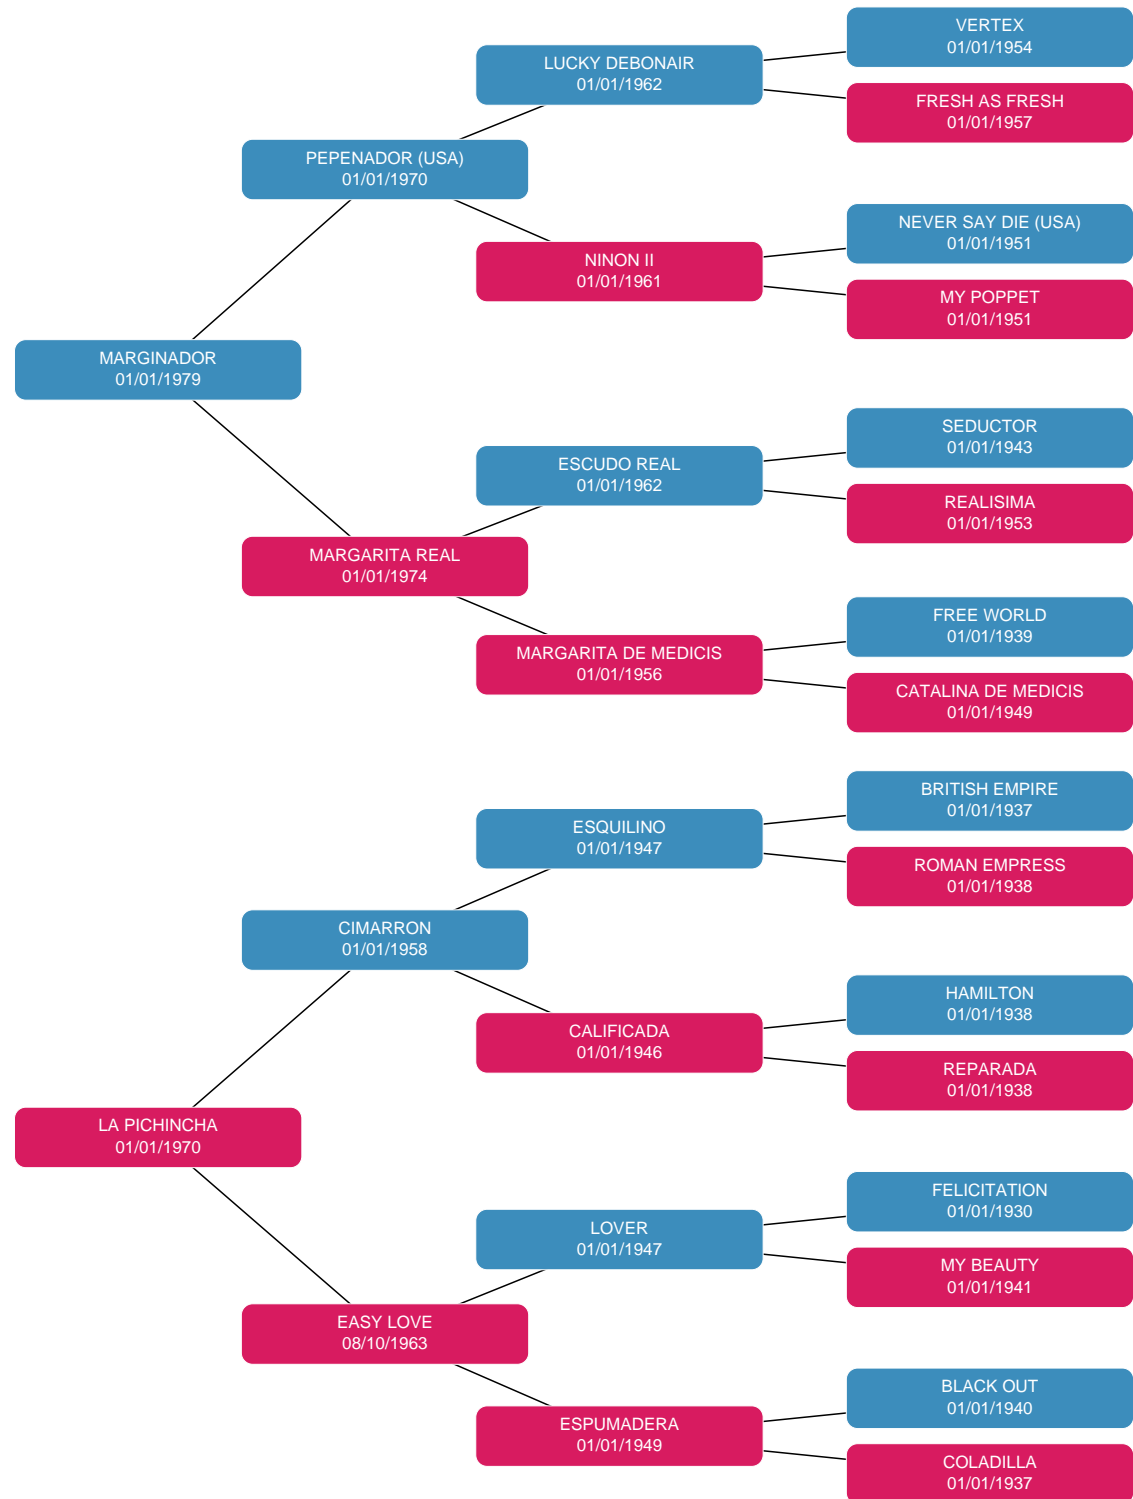 VERTEX
01/01/1954
LUCKY DEBONAIR
01/01/1962
FRESH AS FRESH
01/01/1957
PEPENADOR (USA)
01/01/1970
NEVER SAY DIE (USA)
01/01/1951
NINON II
01/01/1961
MY POPPET
01/01/1951
MARGINADOR
01/01/1979
SEDUCTOR
01/01/1943
ESCUDO REAL
01/01/1962
REALISIMA
01/01/1953
MARGARITA REAL
01/01/1974
FREE WORLD
01/01/1939
MARGARITA DE MEDICIS
01/01/1956
CATALINA DE MEDICIS
01/01/1949
BRITISH EMPIRE
01/01/1937
ESQUILINO
01/01/1947
ROMAN EMPRESS
01/01/1938
CIMARRON
01/01/1958
HAMILTON
01/01/1938
CALIFICADA
01/01/1946
REPARADA
01/01/1938
LA PICHINCHA
01/01/1970
FELICITATION
01/01/1930
LOVER
01/01/1947
MY BEAUTY
01/01/1941
EASY LOVE
08/10/1963
BLACK OUT
01/01/1940
ESPUMADERA
01/01/1949
COLADILLA
01/01/1937